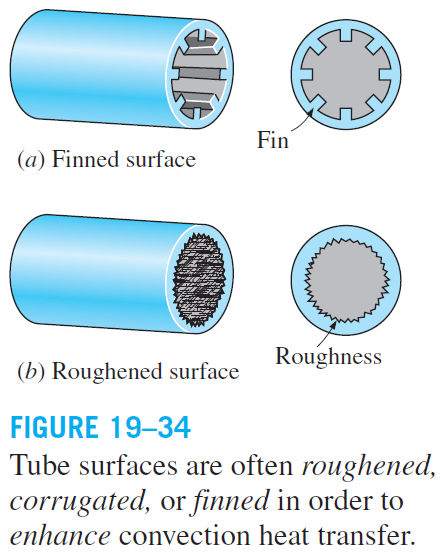 Fin
(a) Finned surface
Roughness
(b) Roughened surface
FIGURE 19–34
Tube surfaces are often roughened,
corrugated, or finned in order to
enhance convection heat transfer.